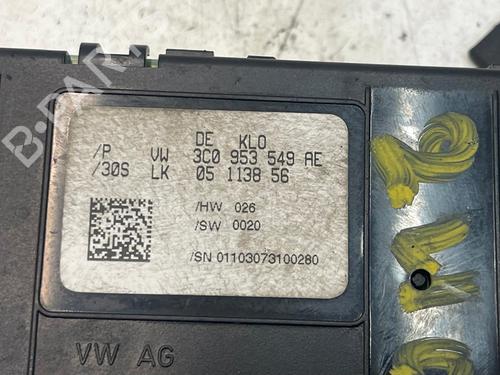 B-PARTS
DE KLO
/P VW 3C0 953 549 AE
/30S LK 05 1138 56
/HW 026
/SW 0020
/SN 01103073100280
VW AG